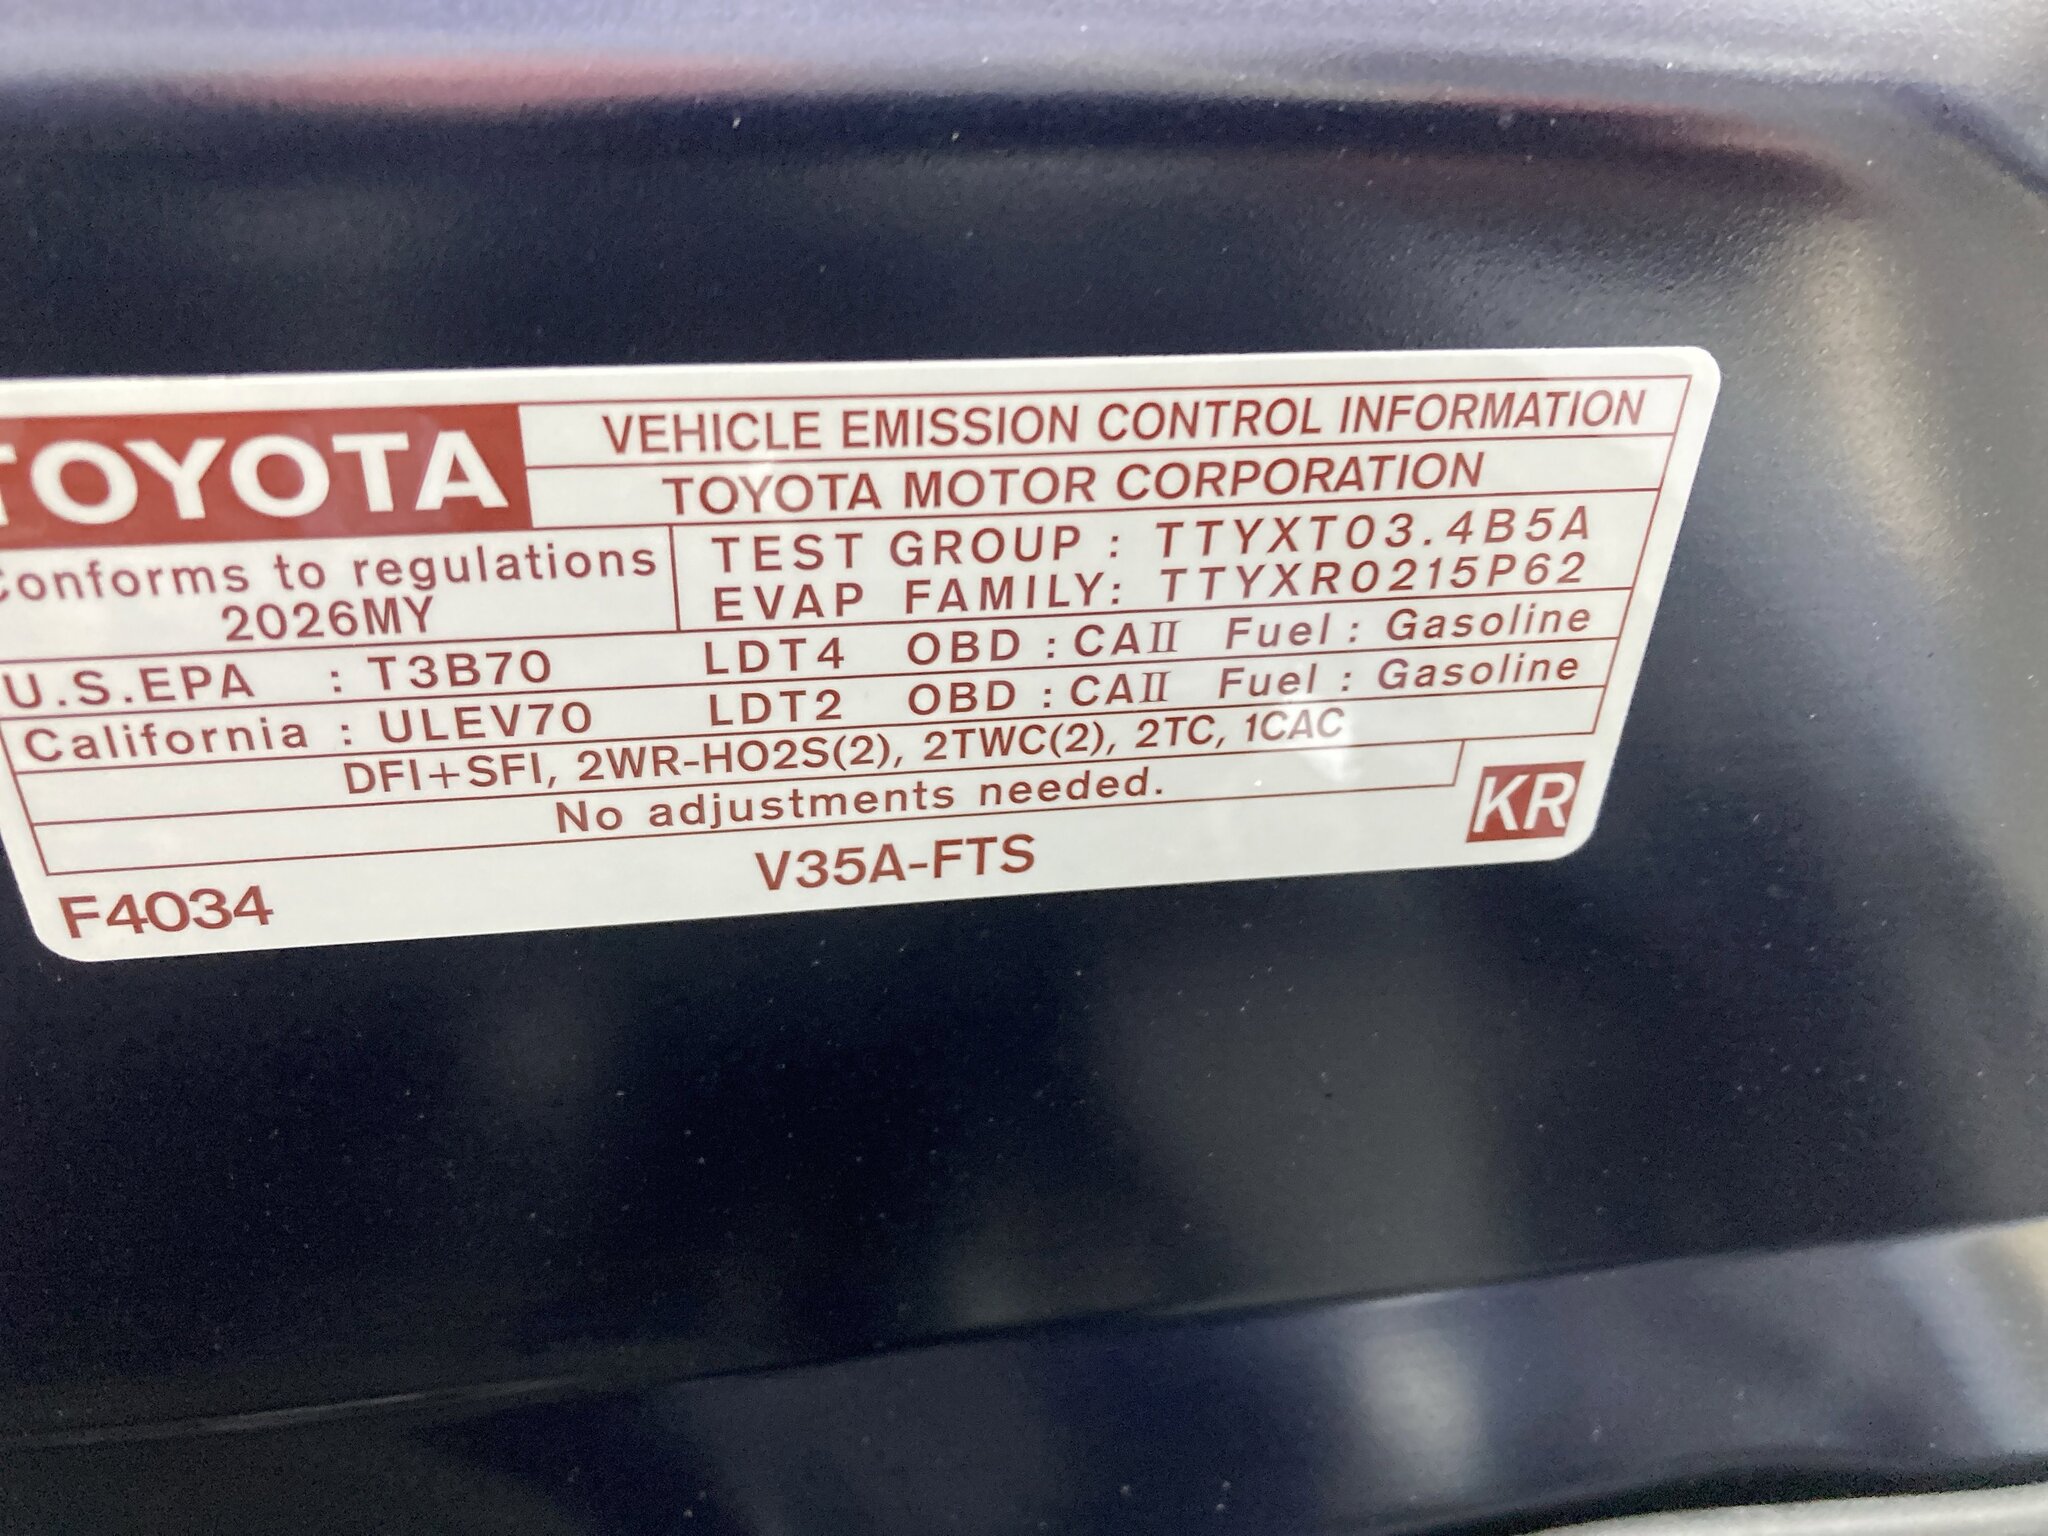 TOYOTA
VEHICLE EMISSION CONTROL INFORMATION
TOYOTA MOTOR CORPORATION
Conforms to regulations
2026MY
TEST GROUP : TTYXT03.4B5A
EVAP FAMILY: TTYXR0215P62
U.S.EPA : T3B70 LDT4 OBD : CAⅡ Fuel : Gasoline
California : ULEV70 LDT2 OBD : CAⅡ Fuel : Gasoline
DFI+SFI, 2WR-HO2S(2), 2TWC(2), 2TC, 1CAC
No adjustments needed.
KR
F4034 V35A-FTS